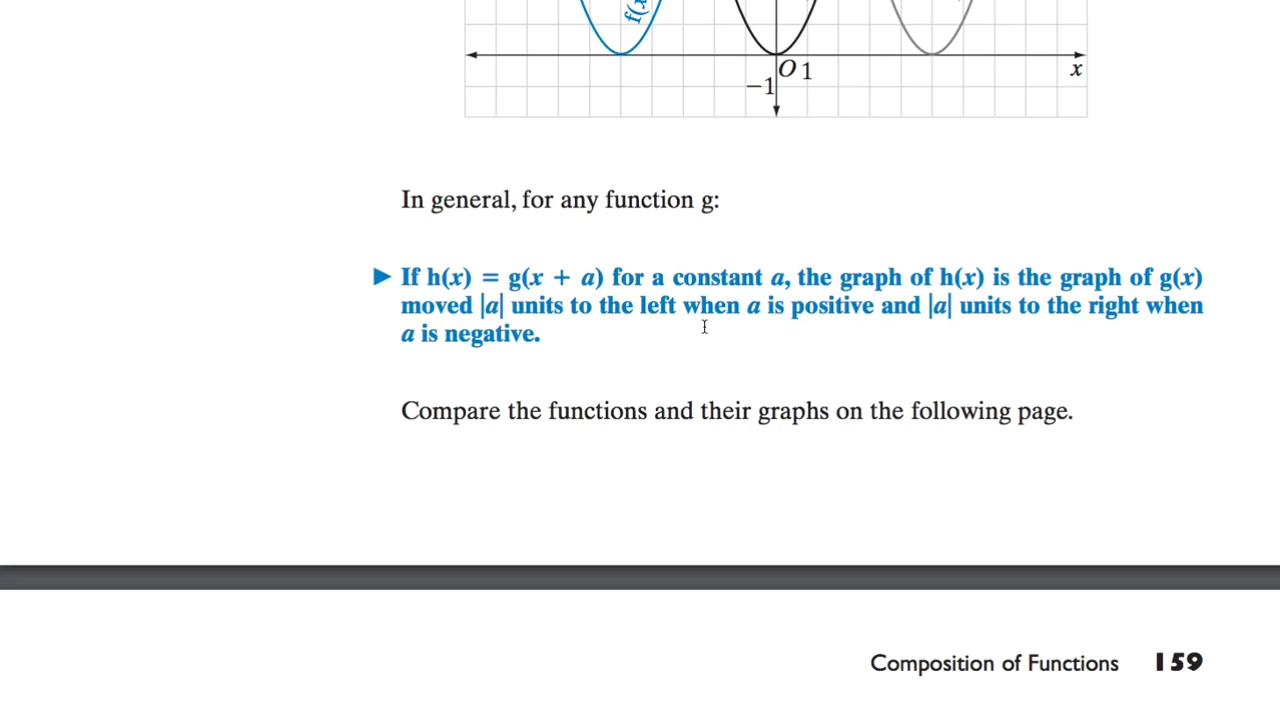 f(x
O 1
x
−1
In general, for any function g:
► If h(x) = g(x + a) for a constant a, the graph of h(x) is the graph of g(x)
moved |a| units to the left when a is positive and |a| units to the right when
a is negative.
Compare the functions and their graphs on the following page.
Composition of Functions 159